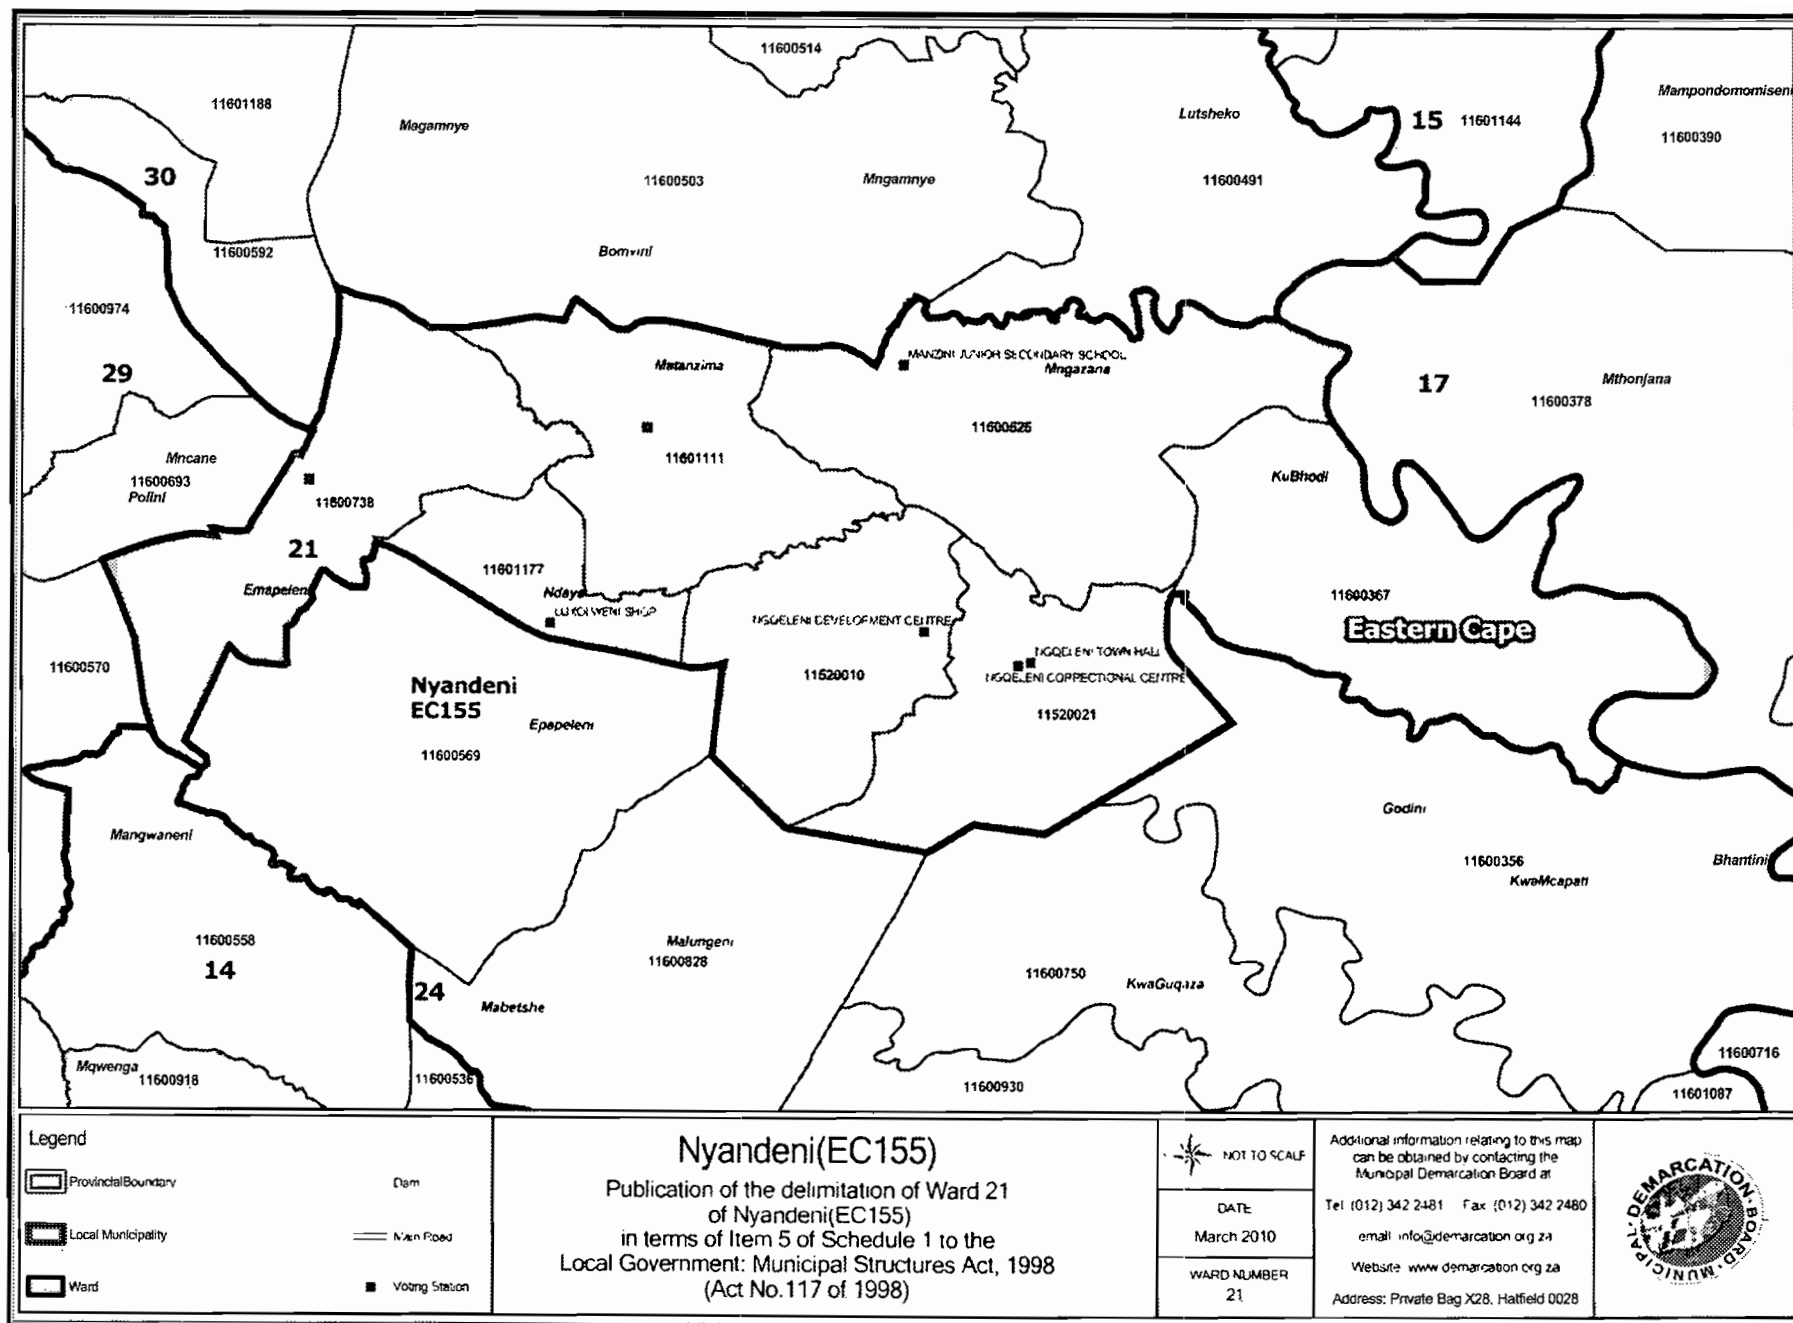 11600514
11601188
Magamnye
Lutsheko
15
11601144
Mampondomomiseni
11600390
30
11600503
Mngamnye
11600491
11600592
Bomvini
11600974
29
Matanzima
MANZINI JUNIOR SECONDARY SCHOOL
Mngazana
17
Mthonjana
11600378
11600525
Mncane
11600693
Polini
11601111
KuBhodi
11600738
21
11601177
Emapeleni
Ndaya
11600367
Eastern Cape
NGQELENI DEVELOPMENT CENTRE
NGQELENI TOWN HALL
11600570
11520010
NGQELENI CORRECTIONAL CENTRE
Nyandeni
EC155
11520021
Epapeleni
11600569
Godini
Mangwaneni
11600356
Bhantini
KwaMcapati
11600558
14
Malungeni
11600828
11600750
KwaGuqaza
24
Mabetshe
Mqwenga
11600918
11600536
11600930
11600716
11601087
Legend
Provincial Boundary
Dam
Local Municipality
Main Road
Ward
Voting Station
Nyandeni(EC155)
Publication of the delimitation of Ward 21
of Nyandeni(EC155)
in terms of Item 5 of Schedule 1 to the
Local Government: Municipal Structures Act, 1998
(Act No.117 of 1998)
NOT TO SCALE
DATE
March 2010
WARD NUMBER
21
Additional information relating to this map
can be obtained by contacting the
Municipal Demarcation Board at
Tel (012) 342 2481 Fax (012) 342 2480
email info@demarcation org za
Website www demarcation org za
Address: Private Bag X28, Hatfield 0028
MUNICIPAL DEMARCATION BOARD